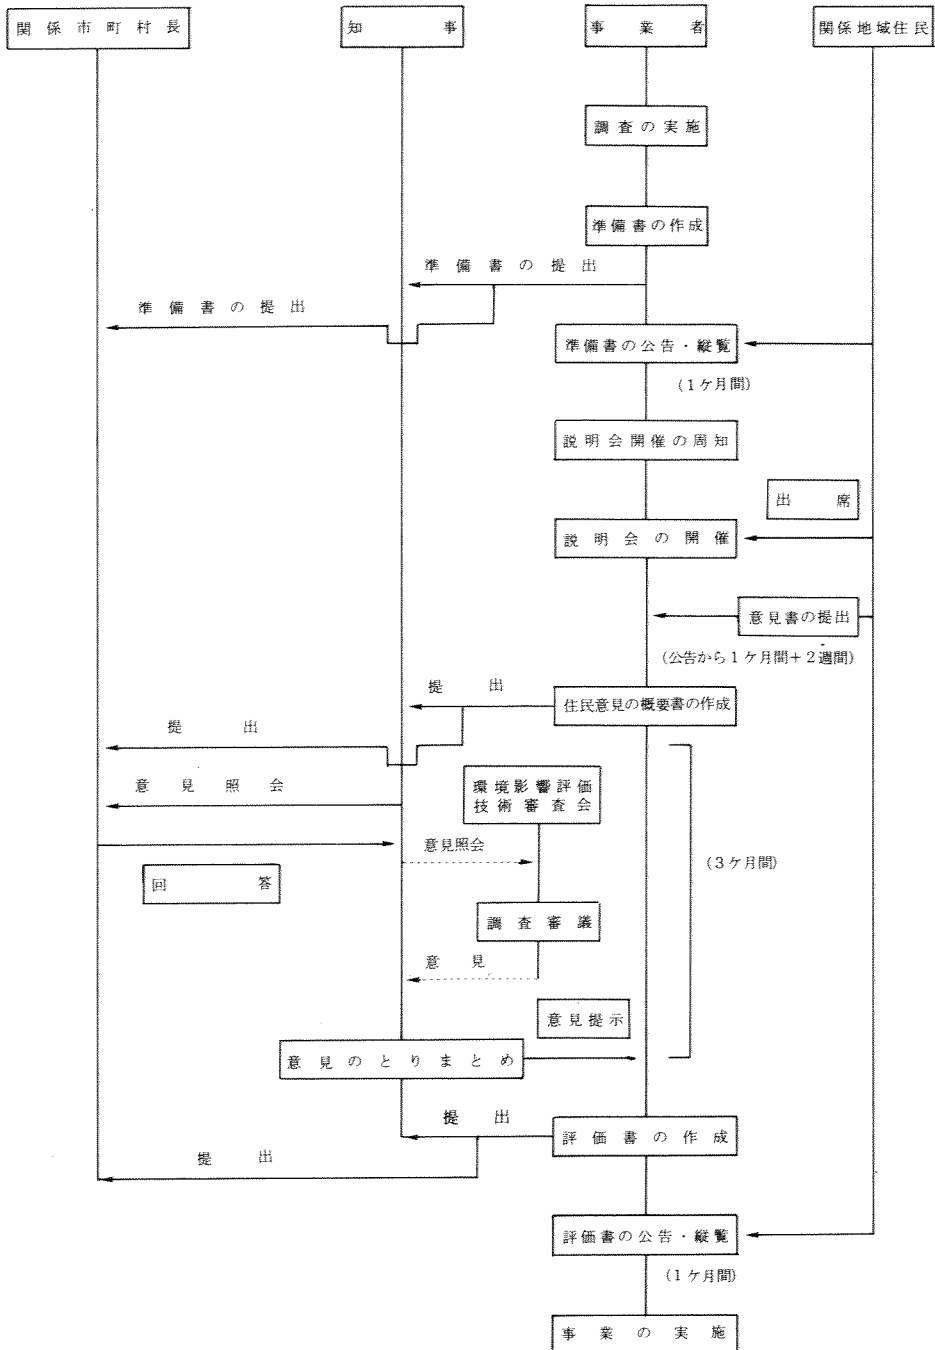 関係市町村長
知事
事業者
関係地域住民
調査の実施
準備書の作成
準備書の提出
準備書の提出
準備書の公告・縦覧
(1ケ月間)
説明会開催の周知
出席
説明会の開催
意見書の提出
(公告から1ケ月間+2週間)
提出
住民意見の概要書の作成
提出
意見照会
環境影響評価
技術審査会
意見照会
(3ケ月間)
回答
調査審議
意見
意見提示
意見のとりまとめ
提出
評価書の作成
提出
評価書の公告・縦覧
(1ケ月間)
事業の実施